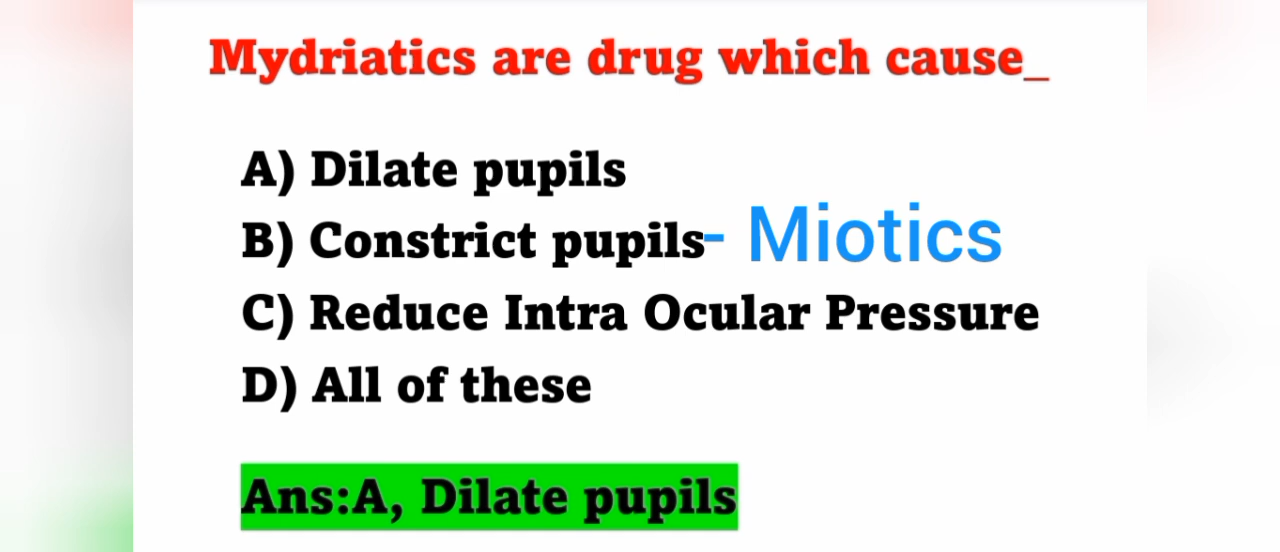 Mydriatics are drug which cause_
A) Dilate pupils
B) Constrict pupils- Miotics
C) Reduce Intra Ocular Pressure
D) All of these
Ans:A, Dilate pupils